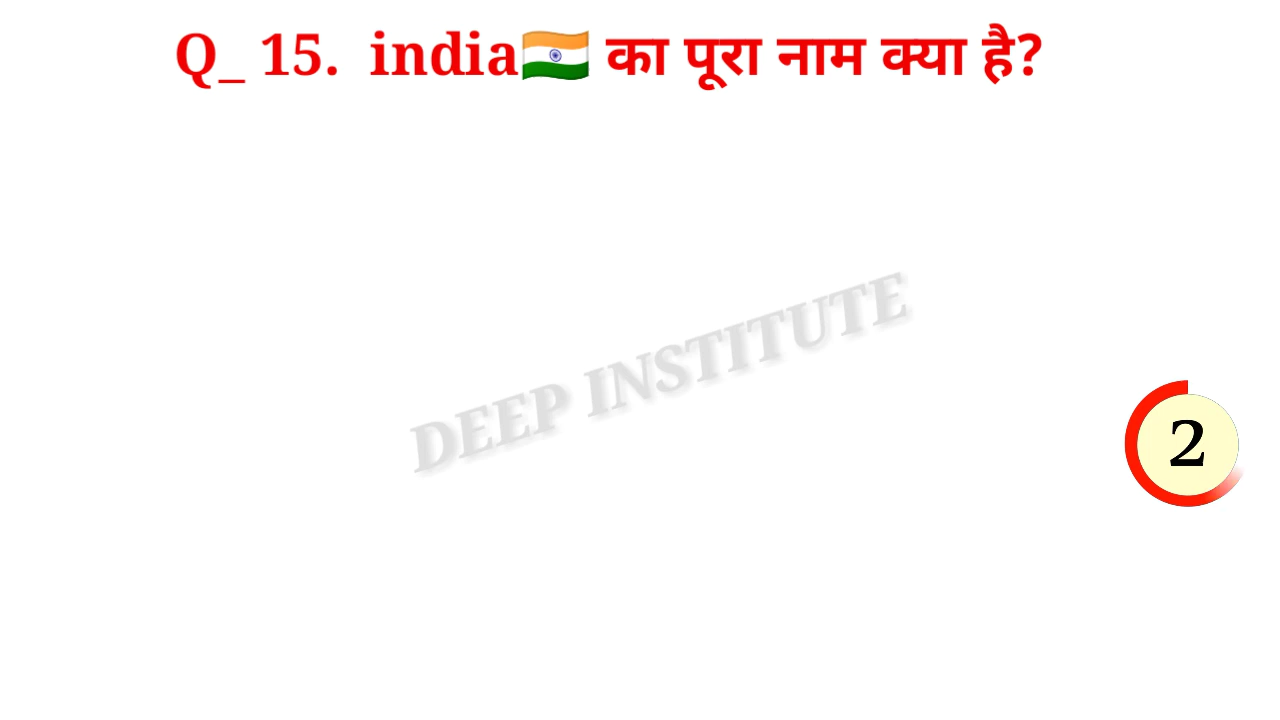 Q_ 15. india🇮🇳 का पूरा नाम क्या है?
DEEP INSTITUTE
2